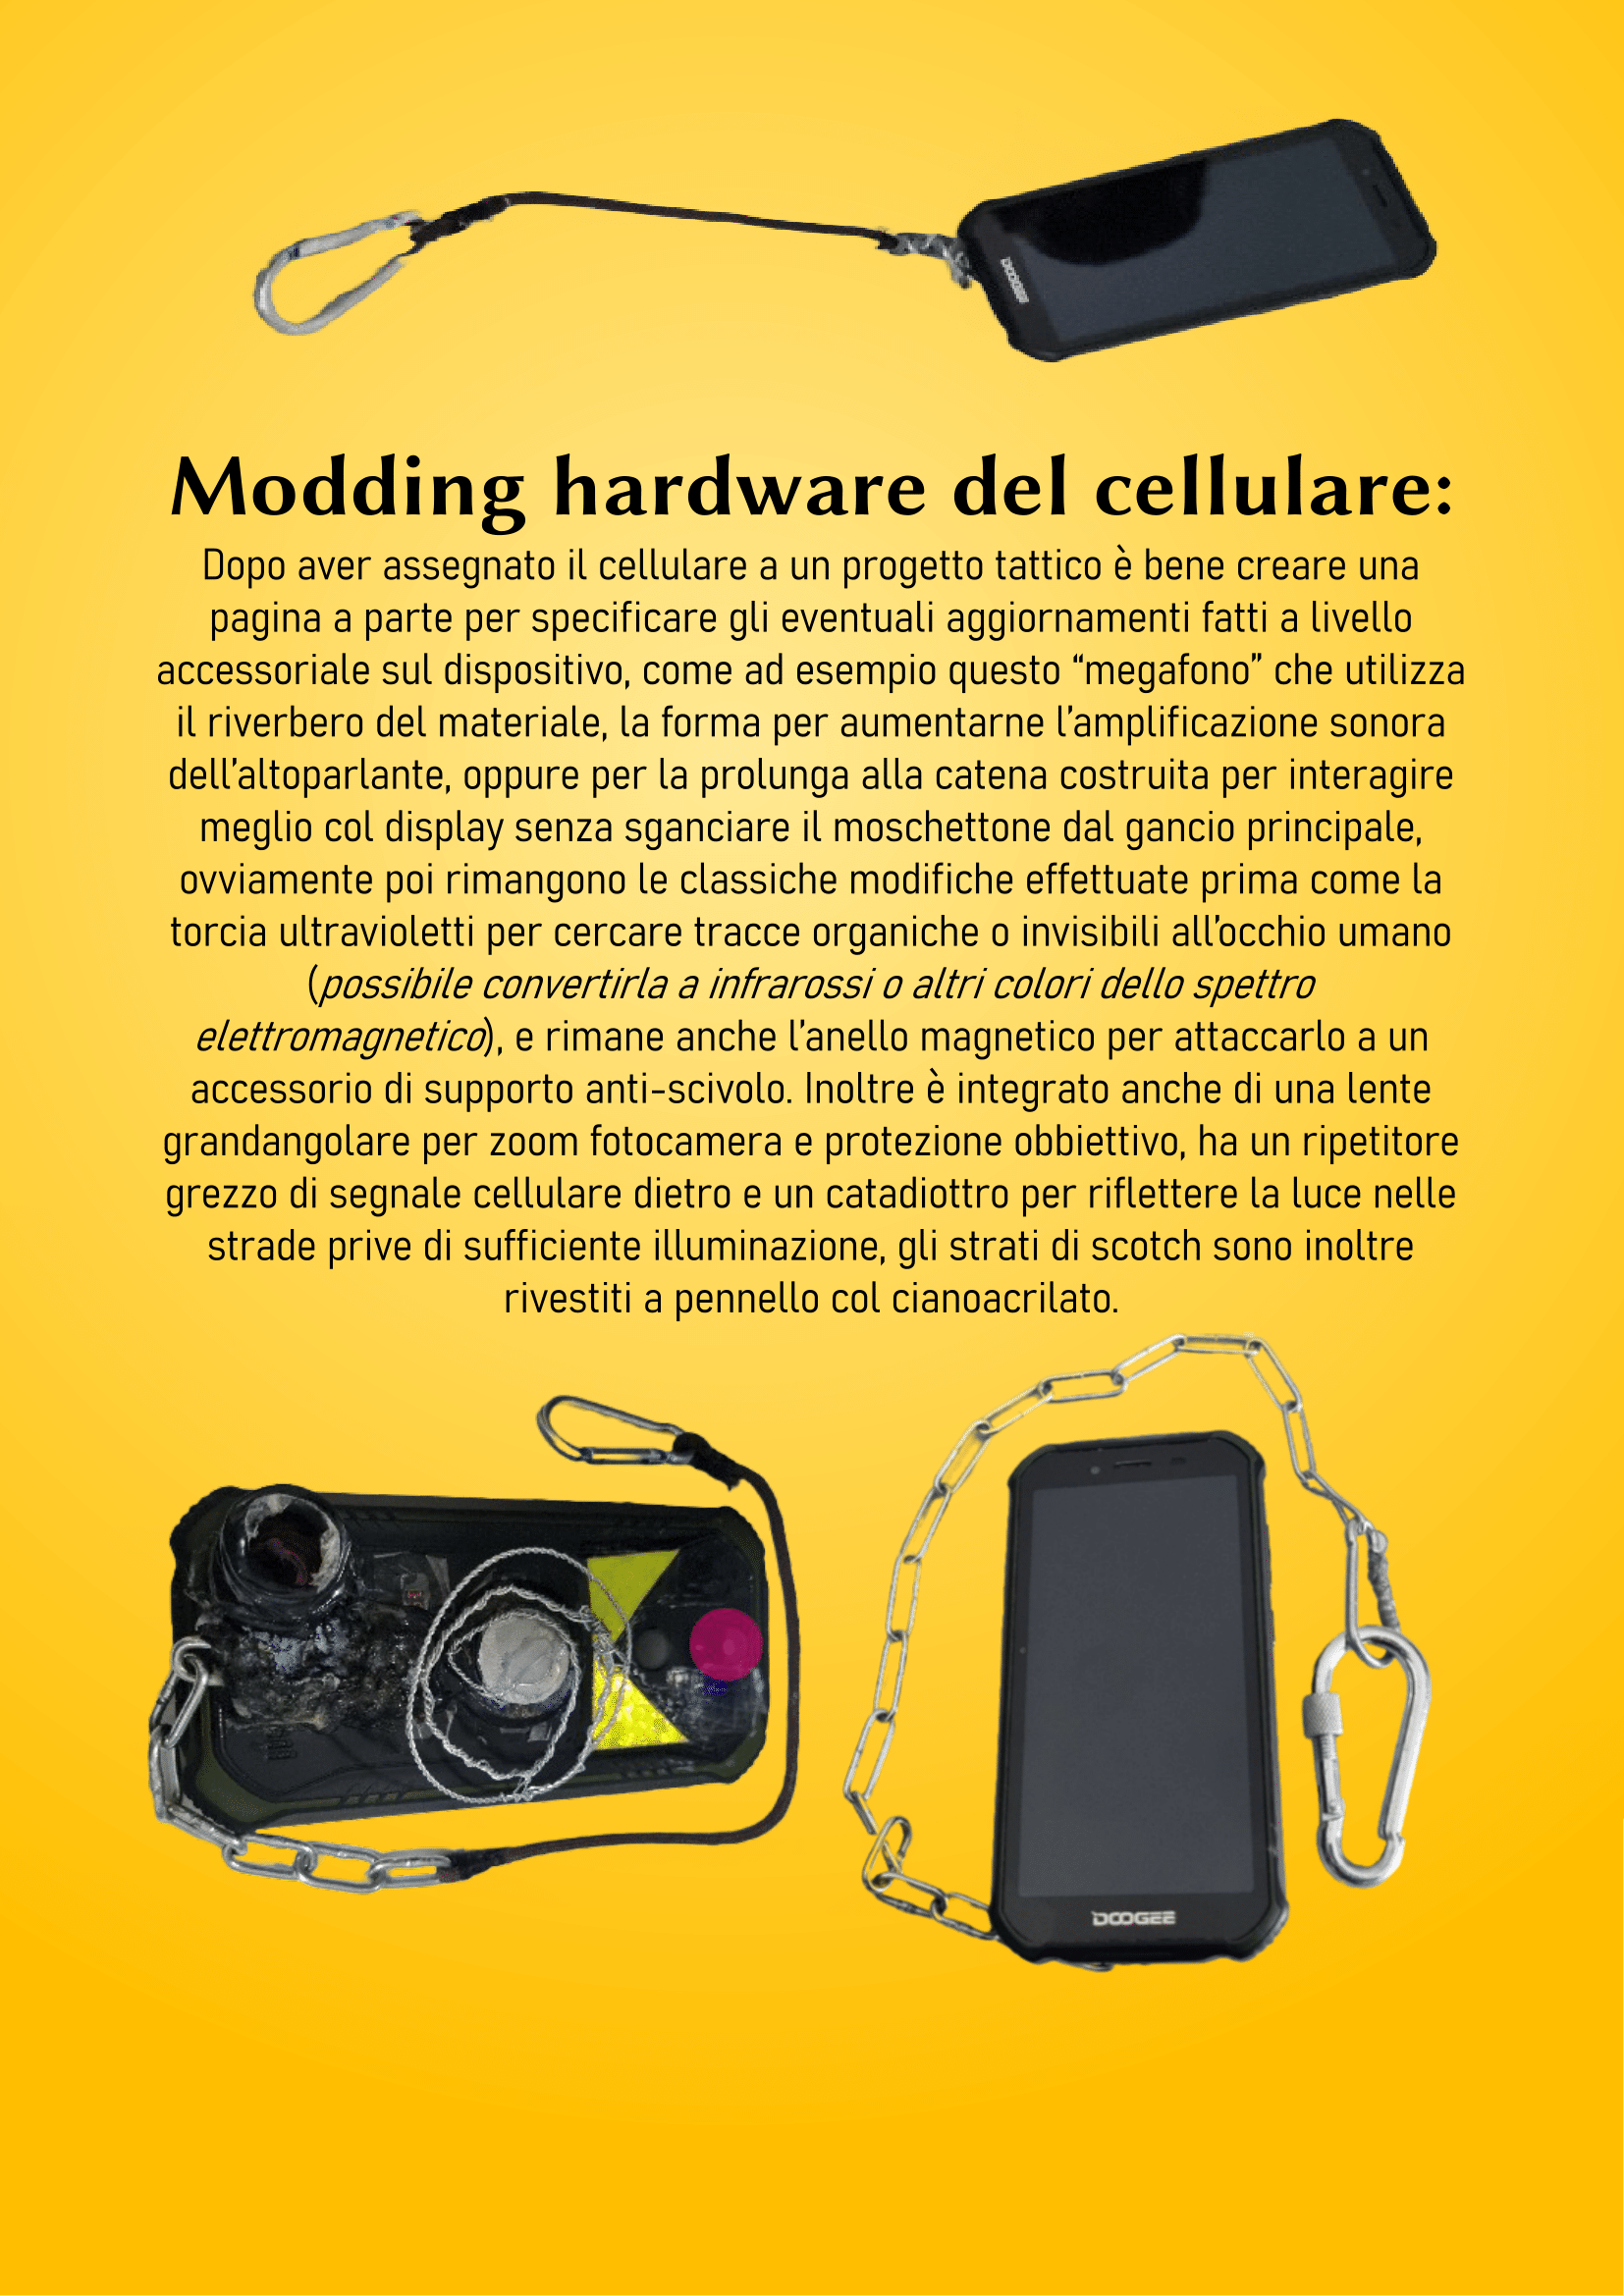 DOOGEE
Modding hardware del cellulare:
Dopo aver assegnato il cellulare a un progetto tattico è bene creare una
pagina a parte per specificare gli eventuali aggiornamenti fatti a livello
accessoriale sul dispositivo, come ad esempio questo “megafono” che utilizza
il riverbero del materiale, la forma per aumentarne l’amplificazione sonora
dell’altoparlante, oppure per la prolunga alla catena costruita per interagire
meglio col display senza sganciare il moschettone dal gancio principale,
ovviamente poi rimangono le classiche modifiche effettuate prima come la
torcia ultravioletti per cercare tracce organiche o invisibili all’occhio umano
(possibile convertirla a infrarossi o altri colori dello spettro
elettromagnetico), e rimane anche l’anello magnetico per attaccarlo a un
accessorio di supporto anti-scivolo. Inoltre è integrato anche di una lente
grandangolare per zoom fotocamera e protezione obbiettivo, ha un ripetitore
grezzo di segnale cellulare dietro e un catadiottro per riflettere la luce nelle
strade prive di sufficiente illuminazione, gli strati di scotch sono inoltre
rivestiti a pennello col cianoacrilato.
DOOGEE